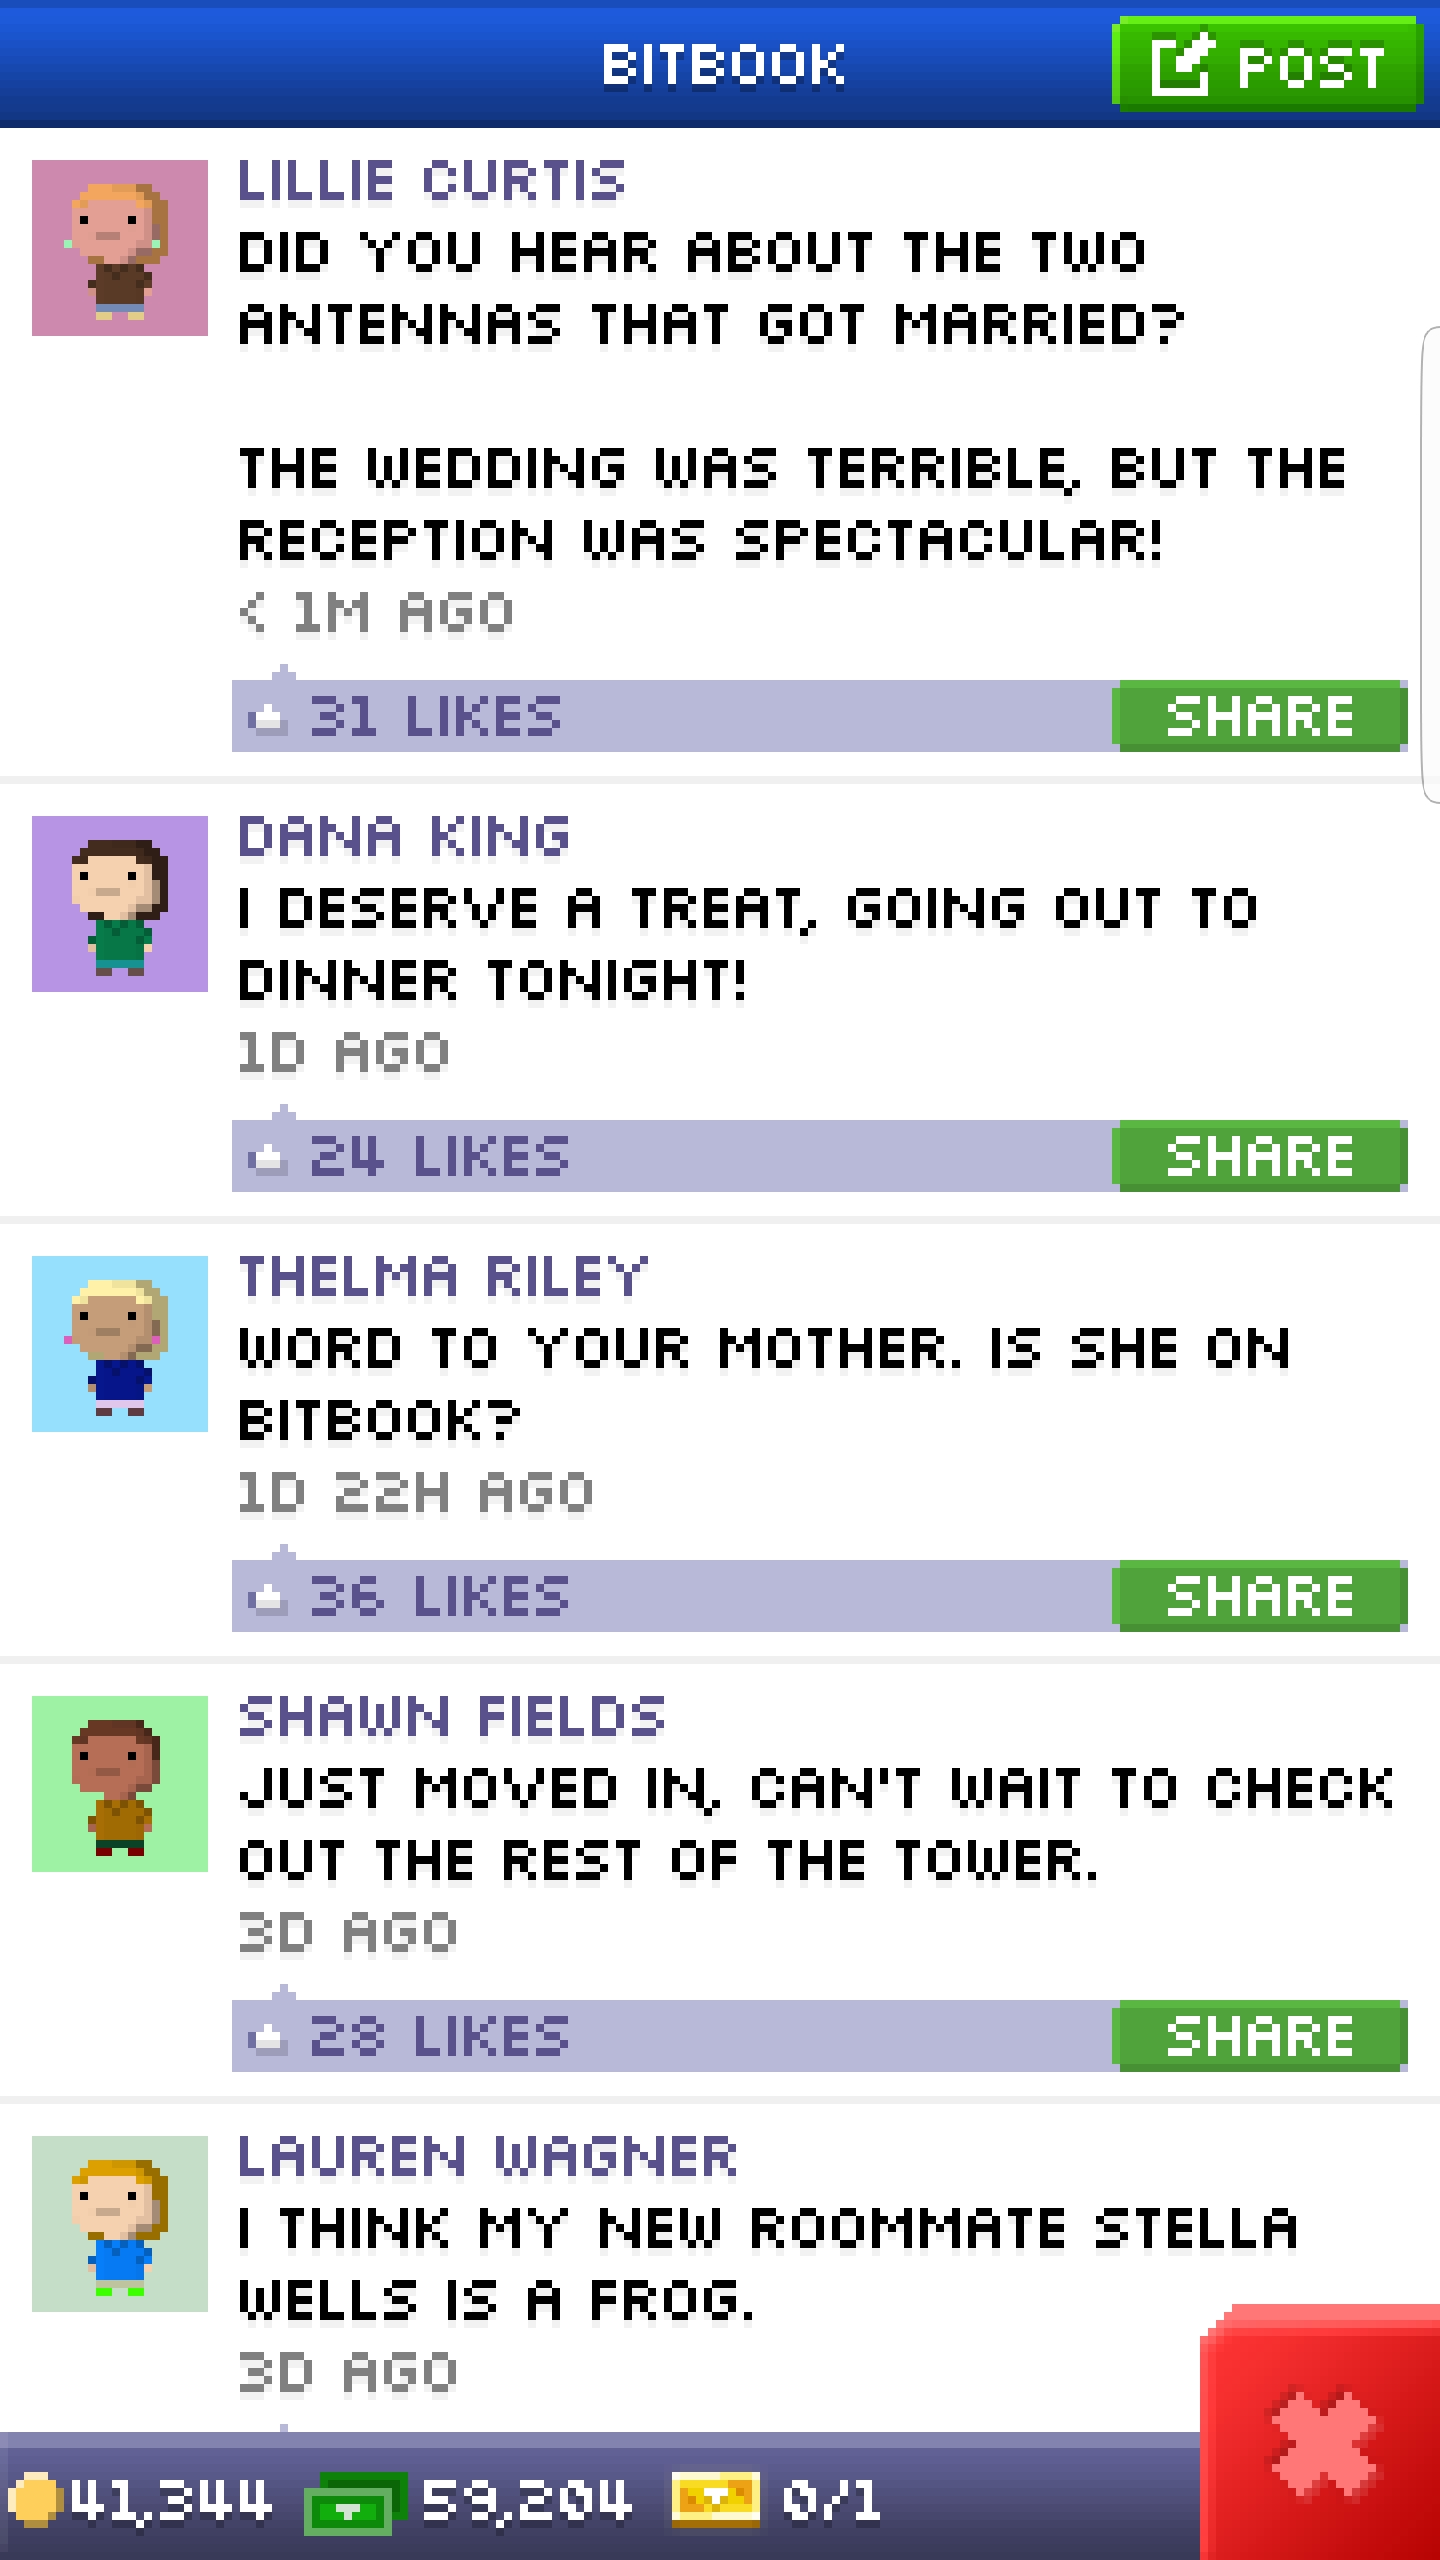 BITBOOK
POST
LILLIE CURTIS
DID YOU HEAR ABOUT THE TWO
ANTENNAS THAT GOT MARRIED?
THE WEDDING WAS TERRIBLE, BUT THE
RECEPTION WAS SPECTACULAR!
< 1M AGO
31 LIKES
SHARE
DANA KING
I DESERVE A TREAT, GOING OUT TO
DINNER TONIGHT!
1D AGO
24 LIKES
SHARE
THELMA RILEY
WORD TO YOUR MOTHER. IS SHE ON
BITBOOK?
1D 22H AGO
36 LIKES
SHARE
SHAWN FIELDS
JUST MOVED IN, CAN'T WAIT TO CHECK
OUT THE REST OF THE TOWER.
3D AGO
28 LIKES
SHARE
LAUREN WAGNER
I THINK MY NEW ROOMMATE STELLA
WELLS IS A FROG.
3D AGO
41,344 59,204 0/1